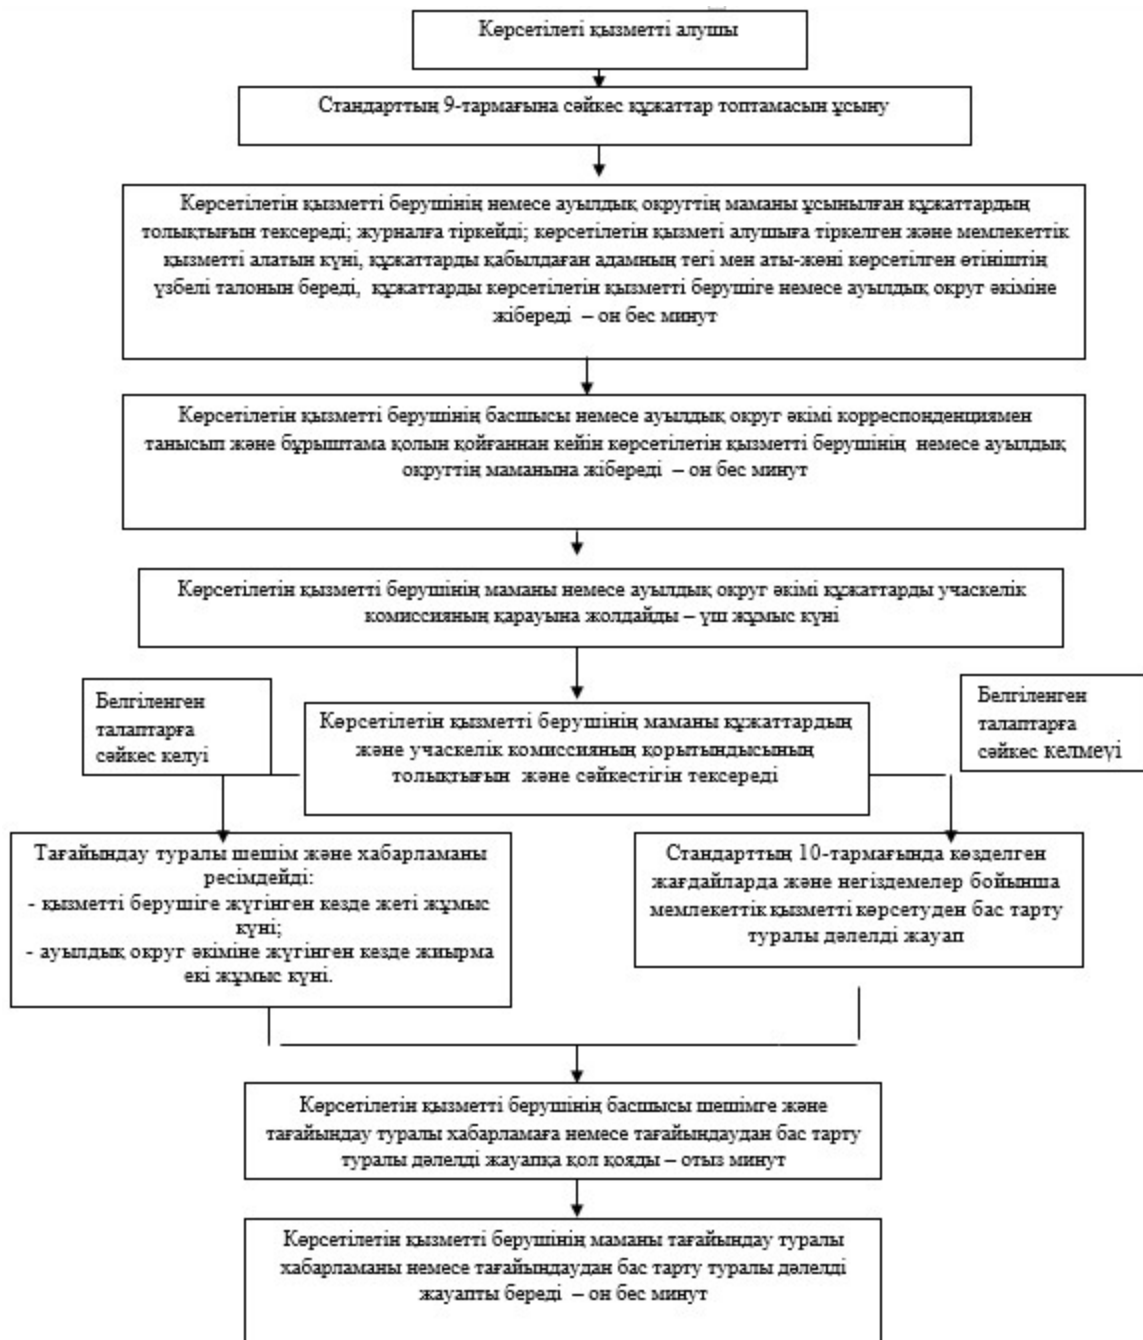 Көрсетілеті қызметті алушы
Стандарттың 9-тармағына сәйкес құжаттар топтамасын ұсыну
Көрсетілетін қызметті берушінің немесе ауылдық округтің маманы ұсынылған құжаттардың
толықтығын тексереді; журналға тіркейді; көрсетілетін қызметі алушыға тіркелген және мемлекеттік
қызметті алатын күні, құжаттарды қабылдаған адамның тегі мен аты-жөні көрсетілген өтініштің
үзбелі талонын береді, құжаттарды көрсетілетін қызметті берушіге немесе ауылдық округ әкіміне
жібереді – он бес минут
Көрсетілетін қызметті берушінің басшысы немесе ауылдық округ әкімі корреспонденциямен
танысып және бұрыштама қолын қойғаннан кейін көрсетілетін қызметті берушінің немесе ауылдық
округтің маманына жібереді – он бес минут
Көрсетілетін қызметті берушінің маманы немесе ауылдық округ әкімі құжаттарды учаскелік
комиссияның қарауына жолдайды – үш жұмыс күні
Белгіленген
талаптарға
сәйкес келуі
Көрсетілетін қызметті берушінің маманы құжаттардың
және учаскелік комиссияның қорытындысының
толықтығын және сәйкестігін тексереді
Белгіленген
талаптарға
сәйкес келмеуі
Тағайындау туралы шешім және хабарламаны
ресімдейді:
- қызметті берушіге жүгінген кезде жеті жұмыс
күні;
- ауылдық округ әкіміне жүгінген кезде жиырма
екі жұмыс күні.
Стандарттың 10-тармағында көзделген
жағдайларда және негіздемелер бойынша
мемлекеттік қызметті көрсетуден бас тарту
туралы дәлелді жауап
Көрсетілетін қызметті берушінің басшысы шешімге және
тағайындау туралы хабарламаға немесе тағайындаудан бас тарту
туралы дәлелді жауапқа қол қояды – отыз минут
Көрсетілетін қызметті берушінің маманы тағайындау туралы
хабарламаны немесе тағайындаудан бас тарту туралы дәлелді
жауапты береді – он бес минут